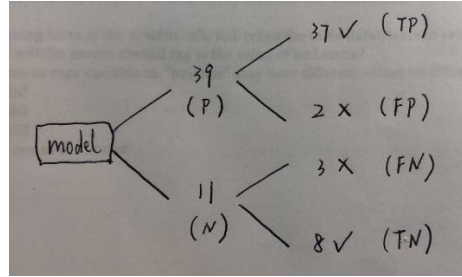 37 ✓ (TP)
39
(P)
2 × (FP)
model
3 × (FN)
11
(N)
8 ✓ (TN)